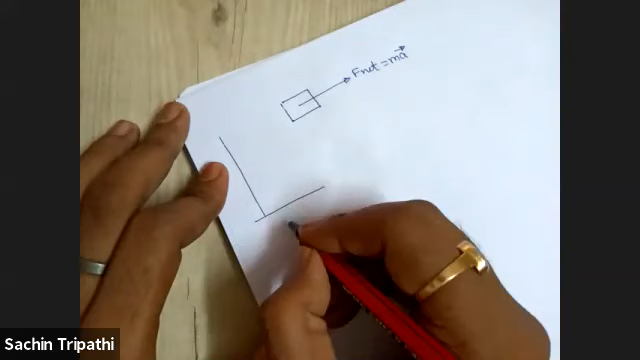 Fnet = ma⃗
Sachin Tripathi